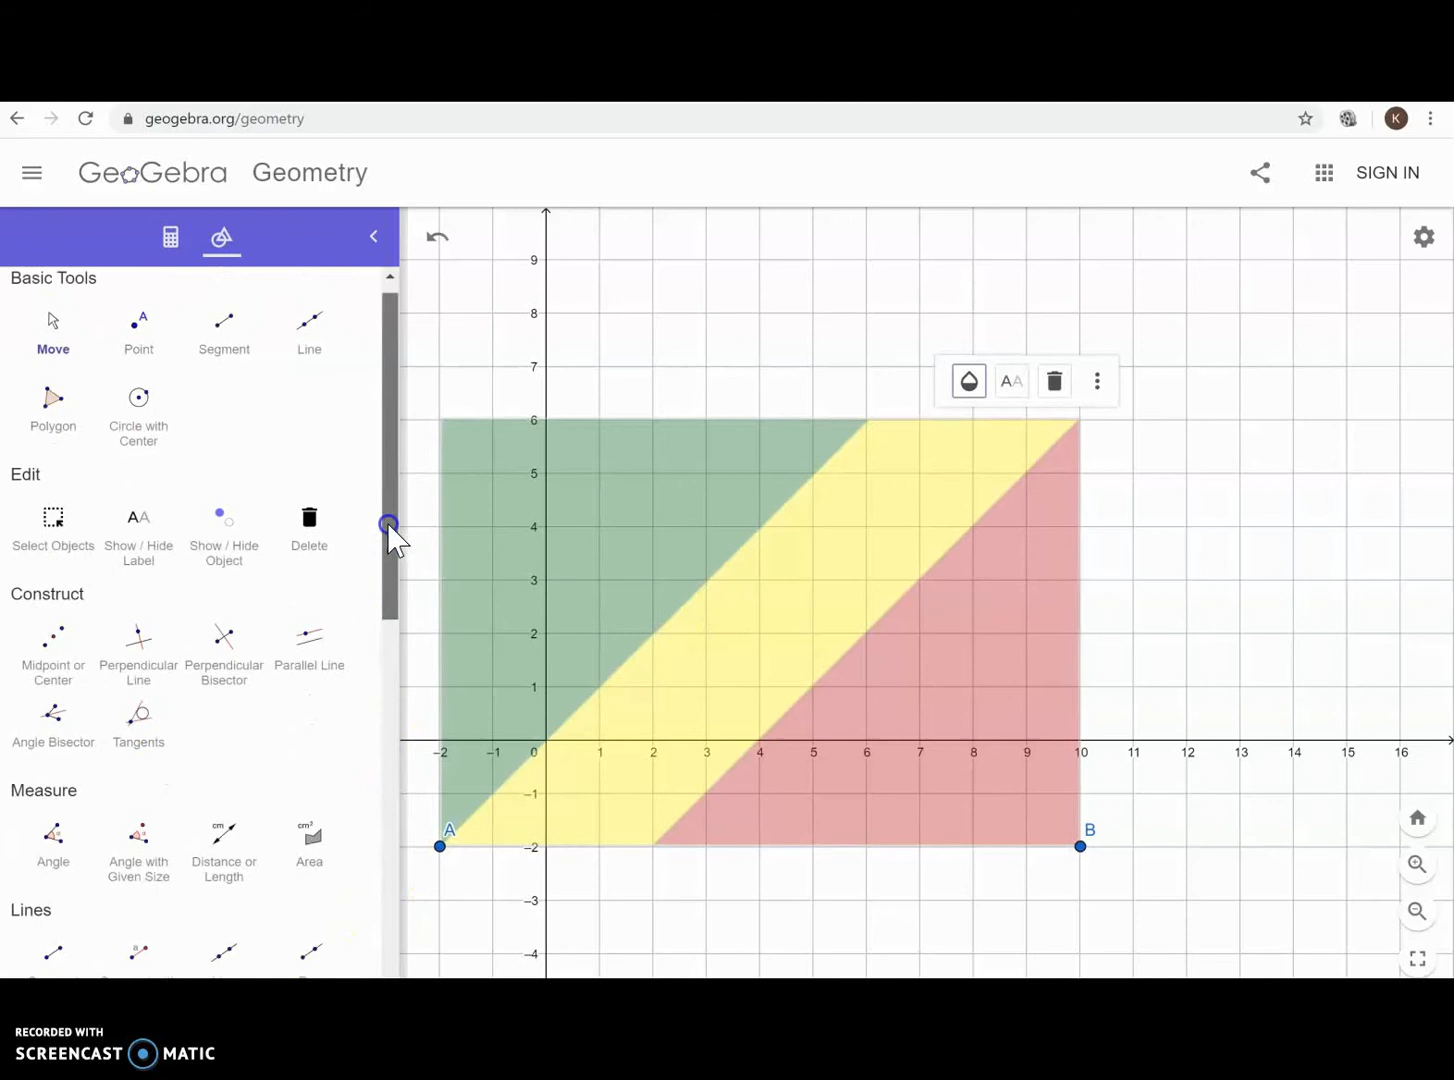 geogebra.org/geometry
K
GeoGebra Geometry
SIGN IN
Basic Tools
Move
Point
Segment
Line
Polygon
Circle with
Center
Edit
Select Objects
AA
Show / Hide
Label
Show / Hide
Object
Delete
Construct
Midpoint or
Center
Perpendicular
Line
Perpendicular
Bisector
Parallel Line
Angle Bisector
Tangents
Measure
Angle
Angle with
Given Size
cm
Distance or
Length
cm²
Area
Lines
AA
9
8
7
6
5
4
3
2
1
–2 –1 0 1 2 3 4 5 6 7 8 9 10 11 12 13 14 15 16
–1
A
B
–2
–3
–4
RECORDED WITH
SCREENCAST MATIC